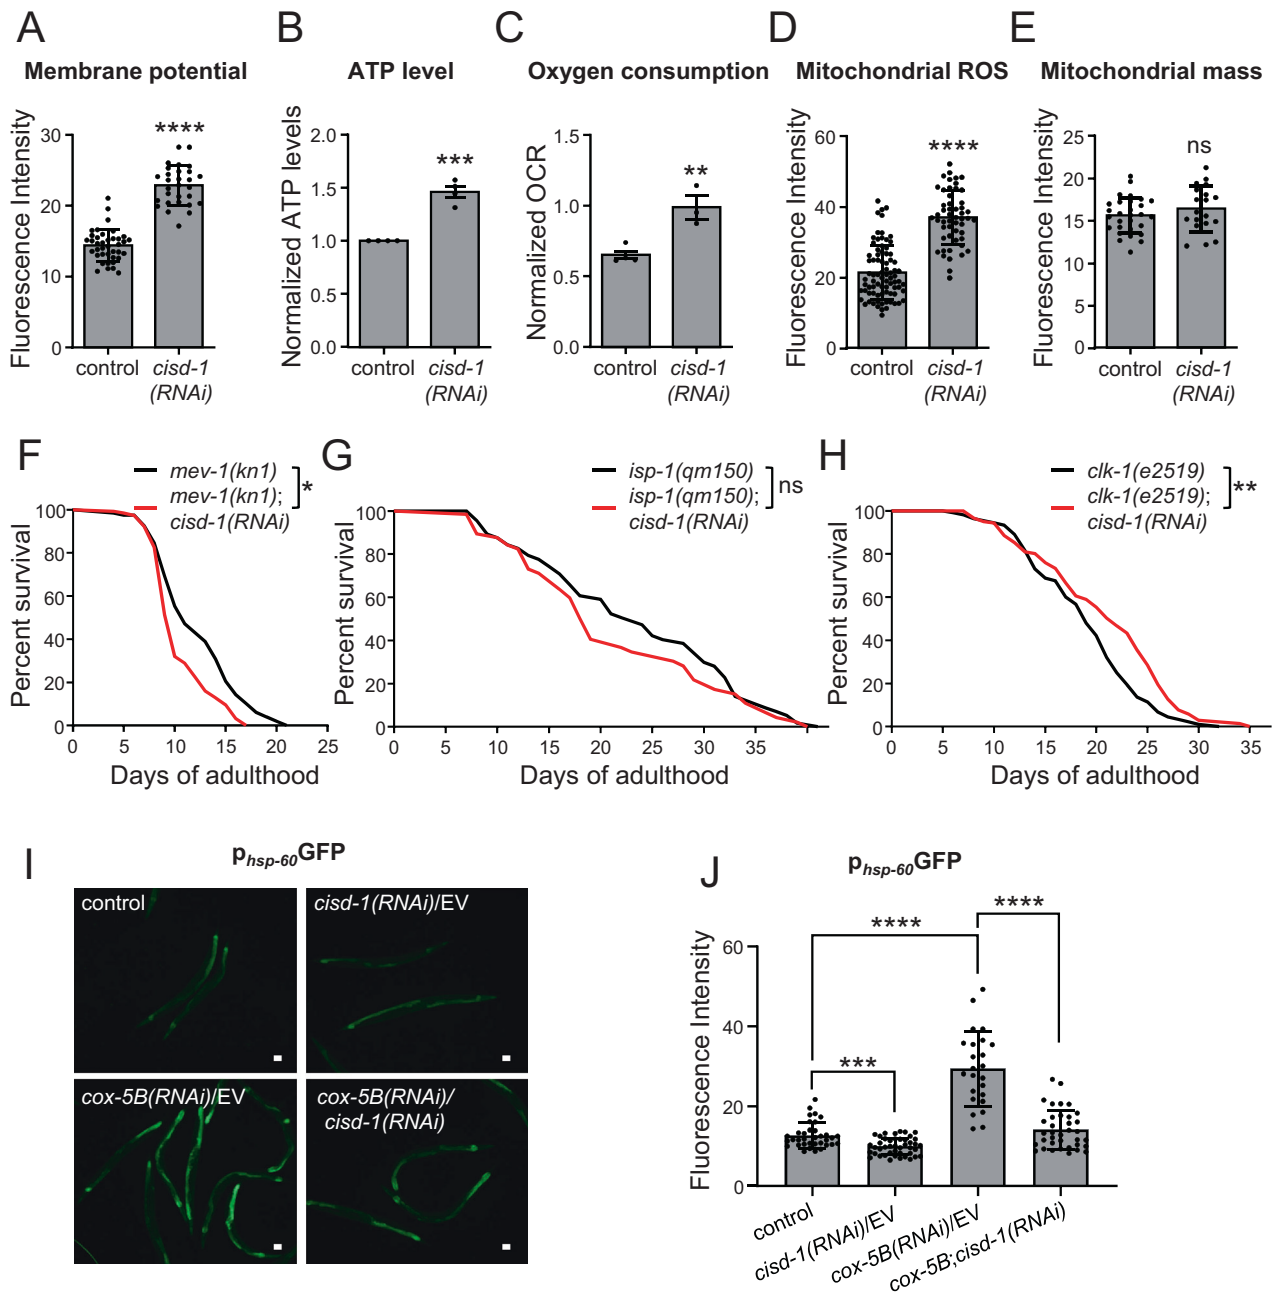 A
Membrane potential
Fluorescence Intensity
30
20
10
0
****
control
cisd-1
(RNAi)
B
ATP level
Normalized ATP levels
2.0
1.5
1.0
0.5
0.0
***
control
cisd-1
(RNAi)
C
Oxygen consumption
Normalized OCR
1.5
1.0
0.5
0.0
**
control
cisd-1
(RNAi)
D
Mitochondrial ROS
Fluorescence Intensity
60
40
20
0
****
control
cisd-1
(RNAi)
E
Mitochondrial mass
Fluorescence Intensity
25
20
15
10
5
0
ns
control
cisd-1
(RNAi)
F
mev-1(kn1)
mev-1(kn1);
cisd-1(RNAi)
*
Percent survival
100
80
60
40
20
0
0 5 10 15 20 25
Days of adulthood
G
isp-1(qm150)
isp-1(qm150);
cisd-1(RNAi)
ns
Percent survival
100
80
60
40
20
0
0 5 10 15 20 25 30 35
Days of adulthood
H
clk-1(e2519)
clk-1(e2519);
cisd-1(RNAi)
**
Percent survival
100
80
60
40
20
0
0 5 10 15 20 25 30 35
Days of adulthood
I
phsp-60GFP
control
cisd-1(RNAi)/EV
cox-5B(RNAi)/EV
cox-5B(RNAi)/
cisd-1(RNAi)
J
phsp-60GFP
Fluorescence Intensity
60
40
20
0
****
****
***
control
cisd-1(RNAi)/EV
cox-5B(RNAi)/EV
cox-5B;cisd-1(RNAi)